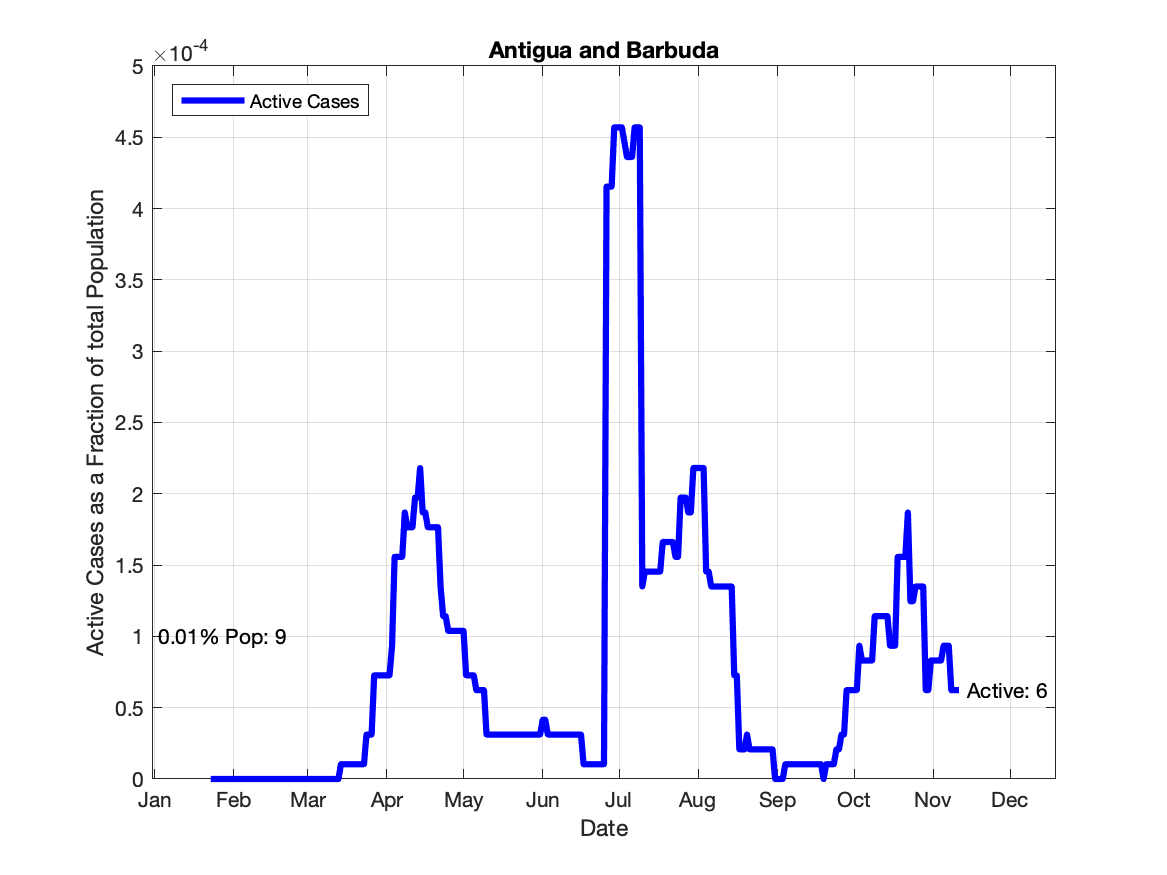 Antigua and Barbuda
×10⁻⁴
Active Cases
5
4.5
4
3.5
3
2.5
2
1.5
1
0.5
0
Active Cases as a Fraction of total Population
0.01% Pop: 9
Active: 6
Jan Feb Mar Apr May Jun Jul Aug Sep Oct Nov Dec
Date